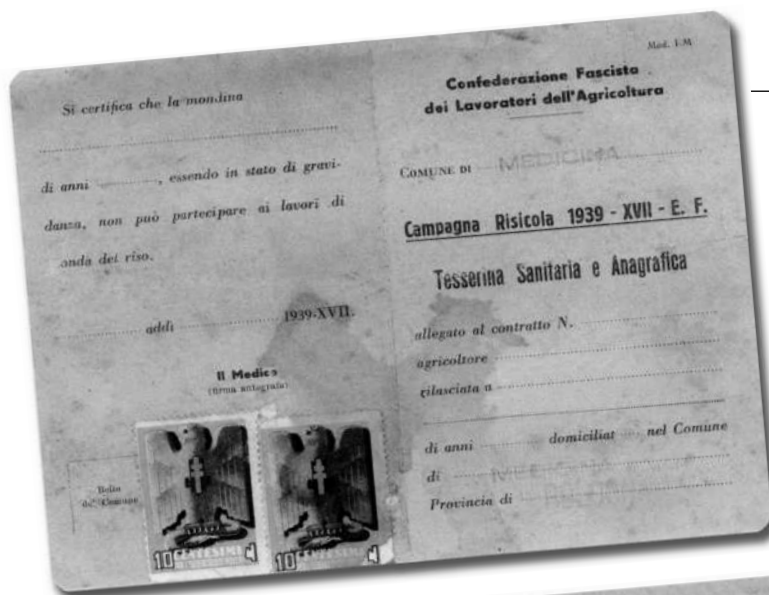 Si certifica che la mondina
di anni ............, essendo in stato di gravi-
danza, non può partecipare ai lavori di
onda del riso.
............ addì ............ 1939-XVII.
Il Medico
(firma autografa)
Bollo
del Comune
10 CENTESIMI
10 CENTESIMI
Mod. I-M
Confederazione Fascista
dei Lavoratori dell'Agricoltura
COMUNE DI MEDICINA
Campagna Risicola 1939 - XVII - E. F.
Tesserina Sanitaria e Anagrafica
allegato al contratto N. ............
agricoltore ............
rilasciata a ............
di anni ............ domiciliat ...... nel Comune
di MEDICINA
Provincia di BOLOGNA